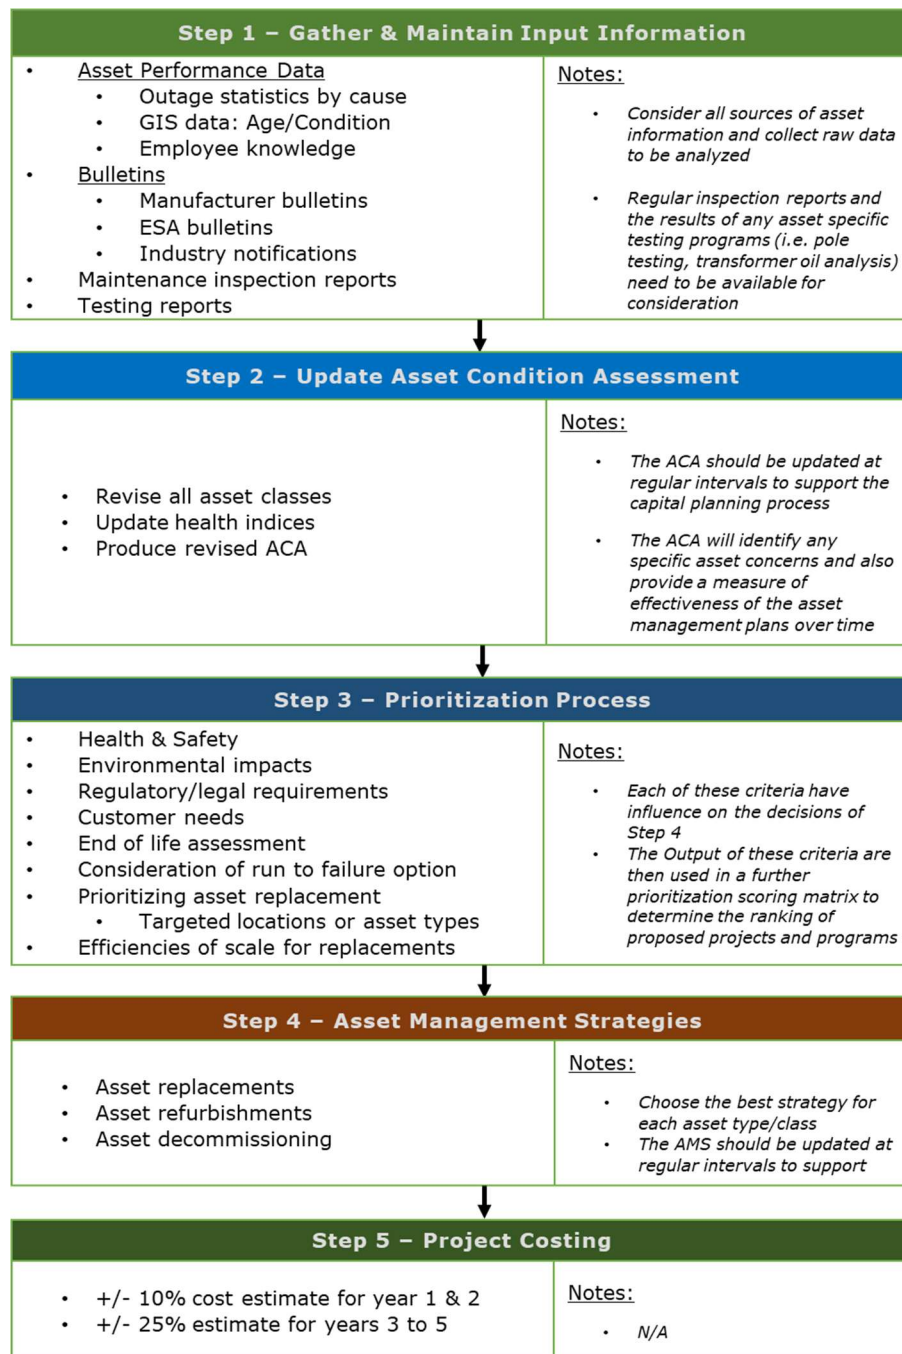 Step 1 – Gather & Maintain Input Information
• Asset Performance Data
• Outage statistics by cause
• GIS data: Age/Condition
• Employee knowledge
• Bulletins
• Manufacturer bulletins
• ESA bulletins
• Industry notifications
• Maintenance inspection reports
• Testing reports
Notes:
• Consider all sources of asset
information and collect raw data
to be analyzed
• Regular inspection reports and
the results of any asset specific
testing programs (i.e. pole
testing, transformer oil analysis)
need to be available for
consideration
Step 2 – Update Asset Condition Assessment
• Revise all asset classes
• Update health indices
• Produce revised ACA
Notes:
• The ACA should be updated at
regular intervals to support the
capital planning process
• The ACA will identify any
specific asset concerns and also
provide a measure of
effectiveness of the asset
management plans over time
Step 3 – Prioritization Process
• Health & Safety
• Environmental impacts
• Regulatory/legal requirements
• Customer needs
• End of life assessment
• Consideration of run to failure option
• Prioritizing asset replacement
• Targeted locations or asset types
• Efficiencies of scale for replacements
Notes:
• Each of these criteria have
influence on the decisions of
Step 4
• The Output of these criteria are
then used in a further
prioritization scoring matrix to
determine the ranking of
proposed projects and programs
Step 4 – Asset Management Strategies
• Asset replacements
• Asset refurbishments
• Asset decommissioning
Notes:
• Choose the best strategy for
each asset type/class
• The AMS should be updated at
regular intervals to support
Step 5 – Project Costing
• +/- 10% cost estimate for year 1 & 2
• +/- 25% estimate for years 3 to 5
Notes:
• N/A